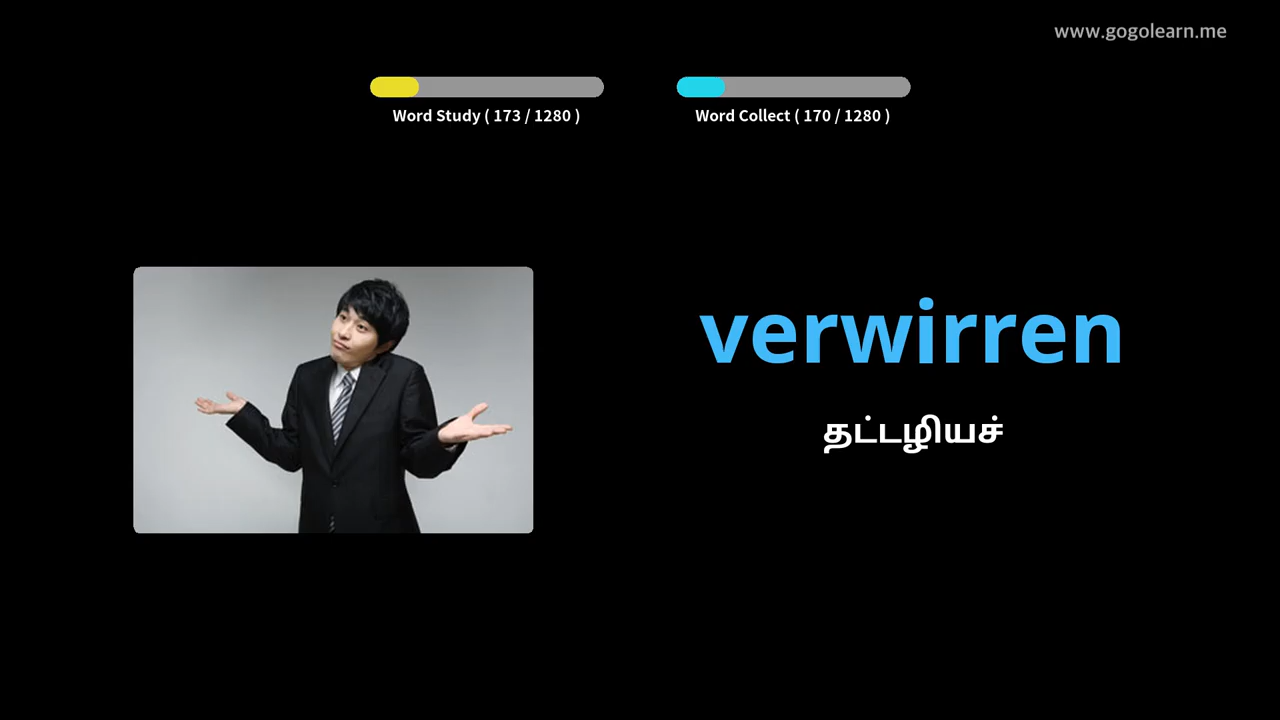 www.gogolearn.me
Word Study ( 173 / 1280 )
Word Collect ( 170 / 1280 )
verwirren
தட்டழியச்